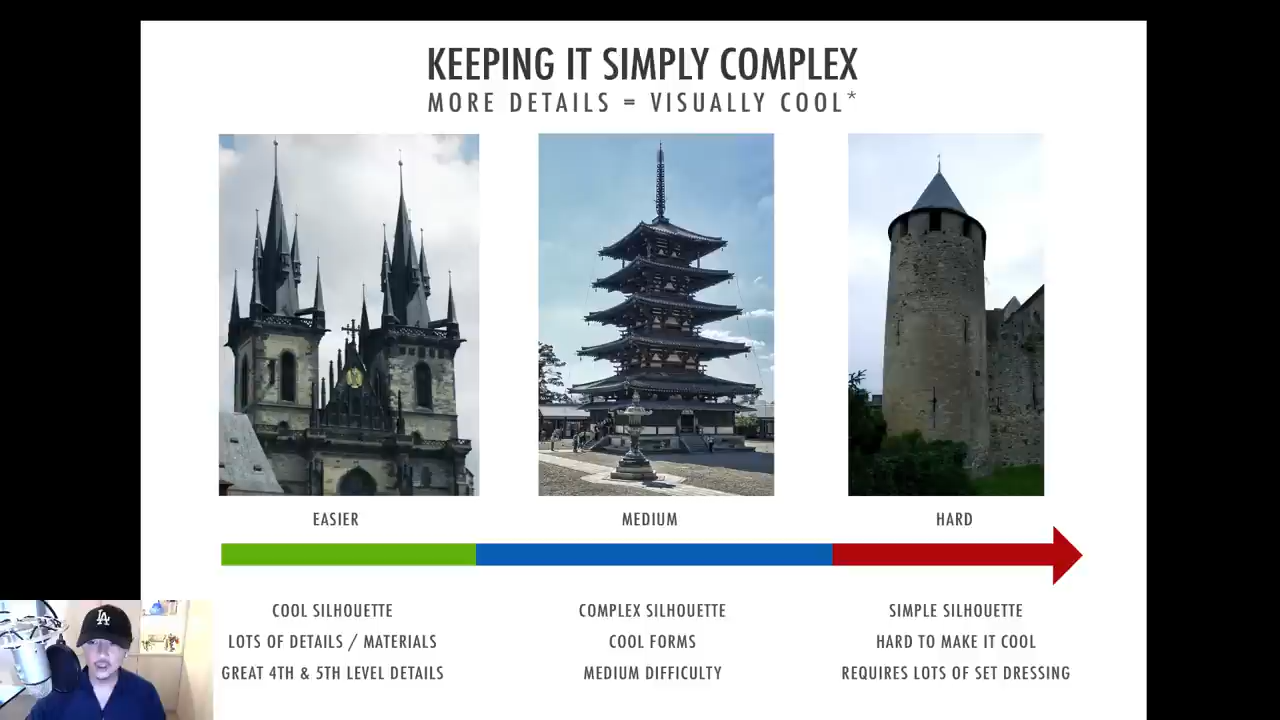 KEEPING IT SIMPLY COMPLEX
MORE DETAILS = VISUALLY COOL*
EASIER
MEDIUM
HARD
COOL SILHOUETTE
LOTS OF DETAILS / MATERIALS
GREAT 4TH & 5TH LEVEL DETAILS
COMPLEX SILHOUETTE
COOL FORMS
MEDIUM DIFFICULTY
SIMPLE SILHOUETTE
HARD TO MAKE IT COOL
REQUIRES LOTS OF SET DRESSING
LA